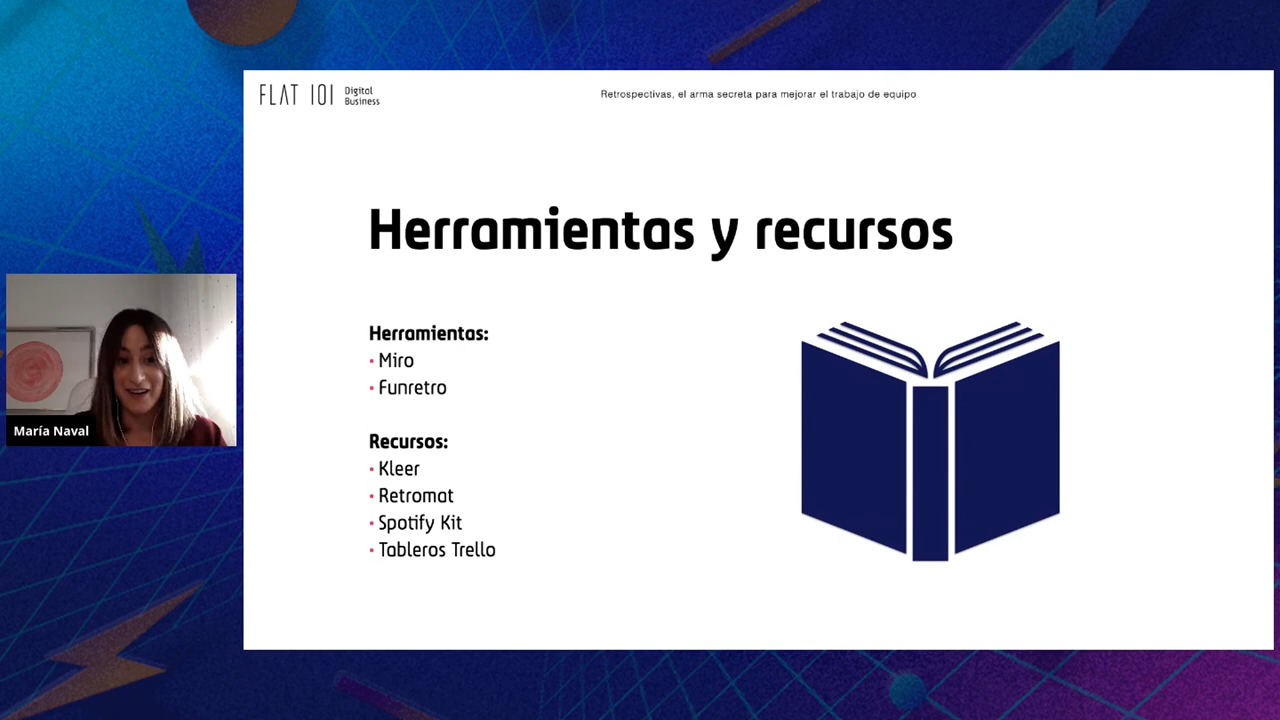 FLAT 101 Digital Business
Retrospectivas, el arma secreta para mejorar el trabajo de equipo
Herramientas y recursos
Herramientas:
• Miro
• Funretro
Recursos:
• Kleer
• Retromat
• Spotify Kit
• Tableros Trello
María Naval